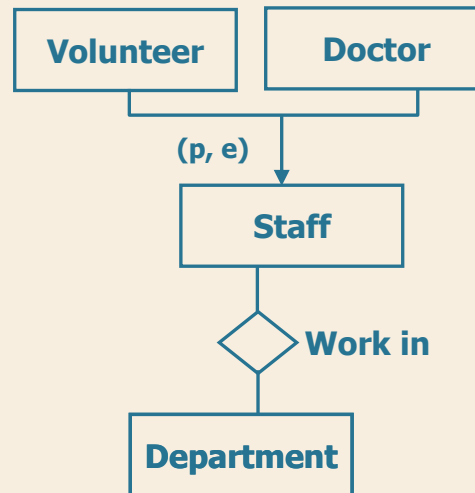 Volunteer
Doctor
(p, e)
Staff
Work in
Department